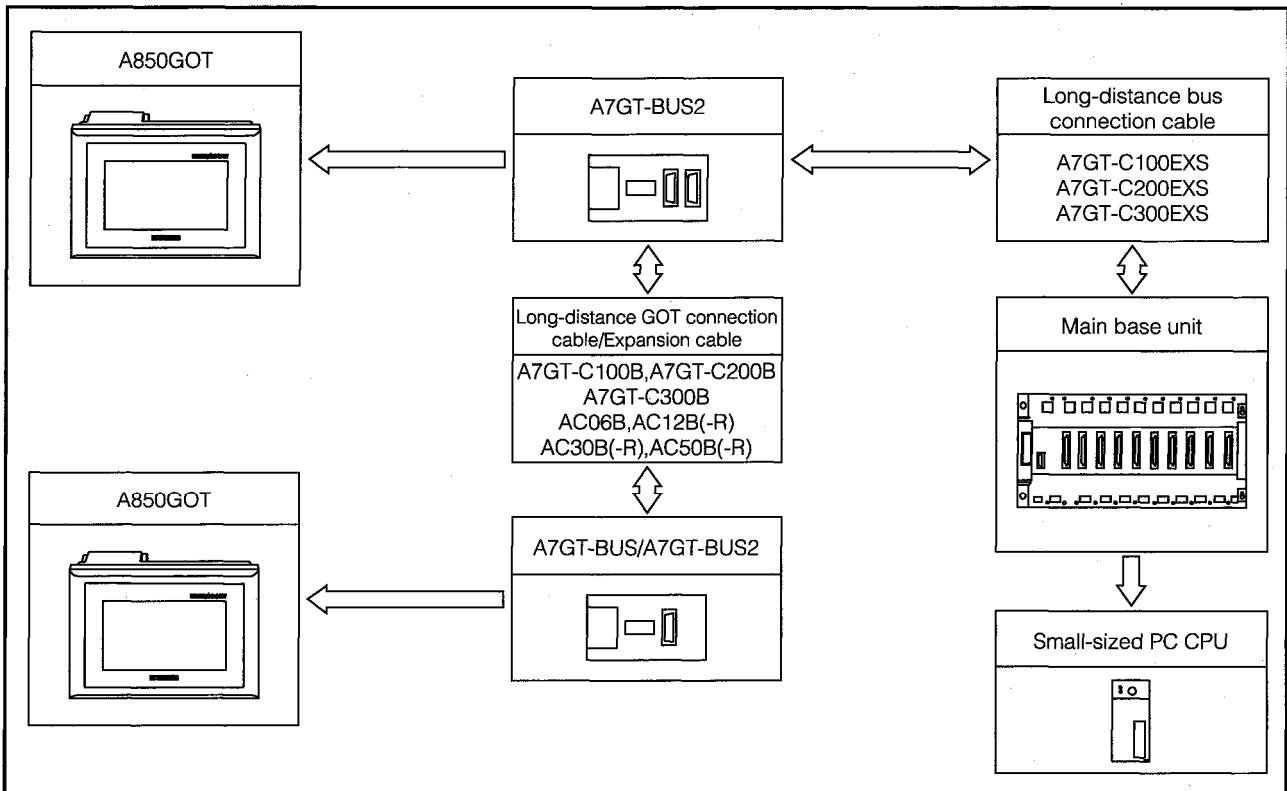 A850GOT
A7GT-BUS2
Long-distance bus
connection cable
A7GT-C100EXS
A7GT-C200EXS
A7GT-C300EXS
Long-distance GOT connection
cable/Expansion cable
A7GT-C100B,A7GT-C200B
A7GT-C300B
AC06B,AC12B(-R)
AC30B(-R),AC50B(-R)
Main base unit
A850GOT
A7GT-BUS/A7GT-BUS2
Small-sized PC CPU